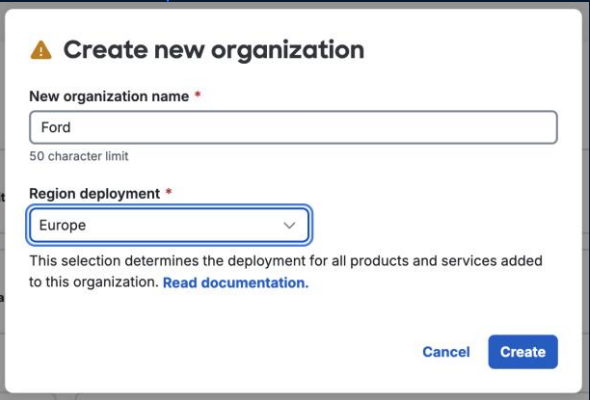 Create new organization
New organization name *
Ford
50 character limit
Region deployment *
Europe
This selection determines the deployment for all products and services added
to this organization. Read documentation.
Cancel
Create